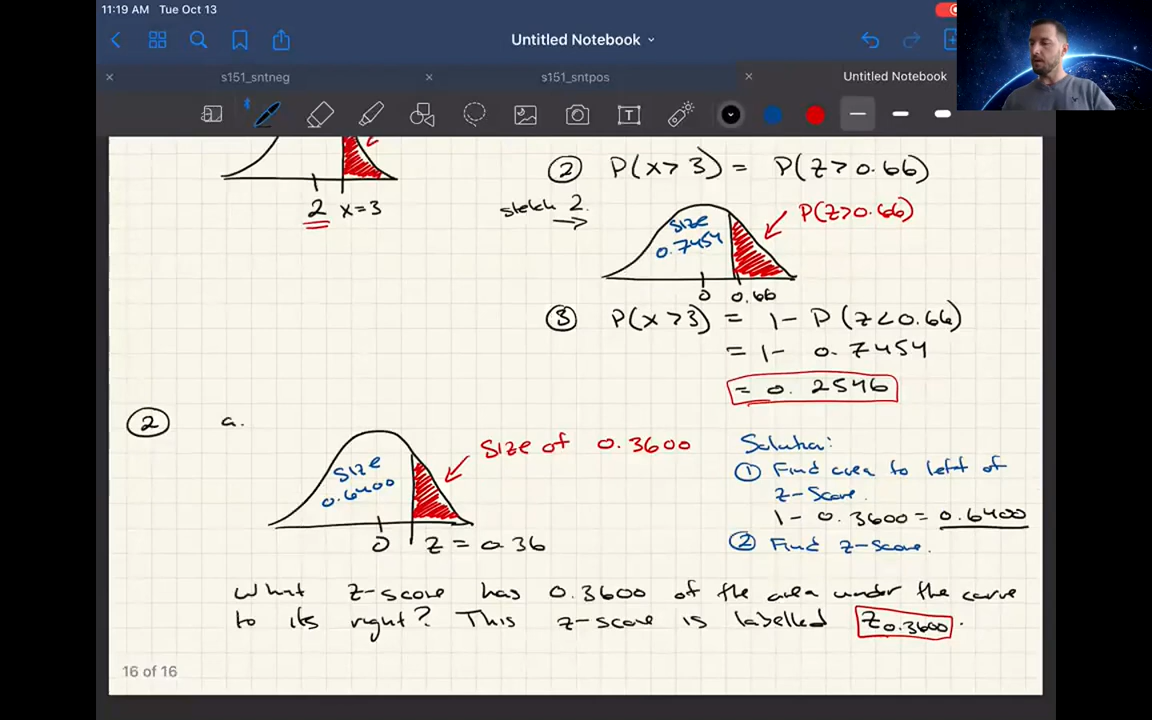 11:19 AM Tue Oct 13
Untitled Notebook
s151_sntneg
s151_sntpos
Untitled Notebook
2 x=3
② P(x>3) = P(z>0.66)
sketch 2.
Size
0.7454
P(z>0.66)
0 0.66
③ P(x>3) = 1- P(z<0.66)
= 1- 0.7454
= 0.2546
② a.
Size of 0.3600
Size
0.6400
0 z = 0.36
Solution:
① Find area to left of
z-score.
1- 0.3600 = 0.6400
② Find z-score.
What z-score has 0.3600 of the area under the curve
to its right? This z-score is labelled z0.3600.
16 of 16